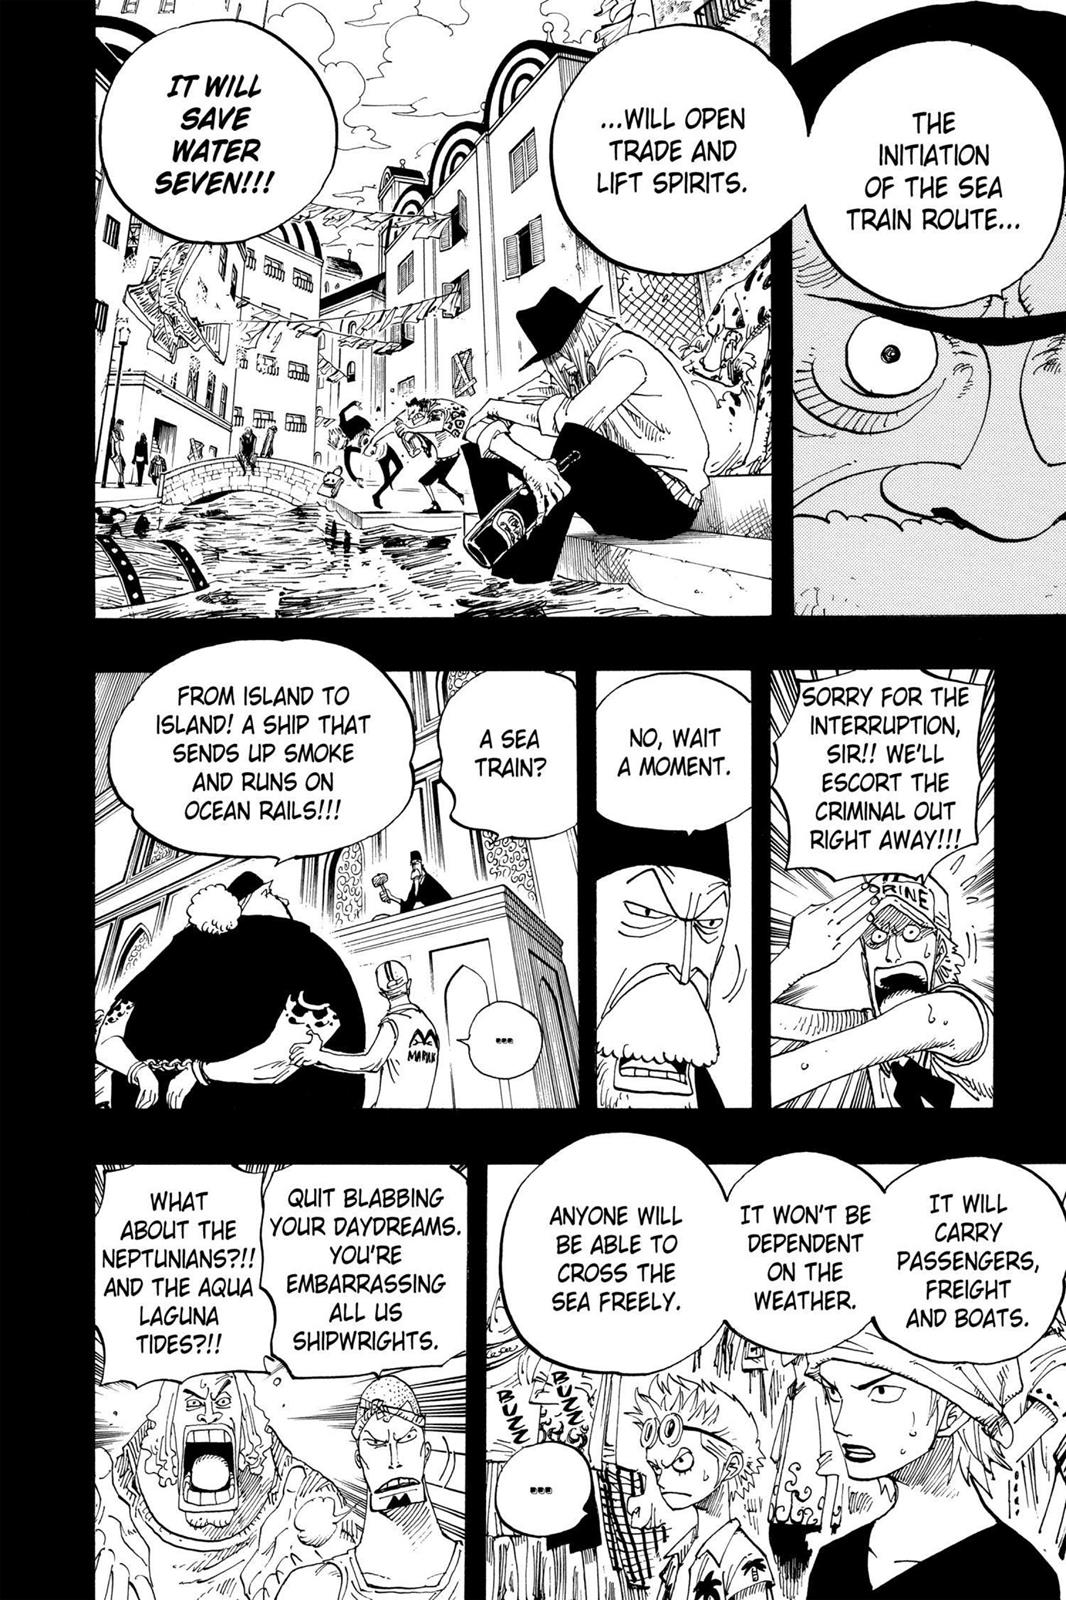 THE
INITIATION
OF THE SEA
TRAIN ROUTE...
...WILL OPEN
TRADE AND
LIFT SPIRITS.
IT WILL
SAVE
WATER
SEVEN!!!
SORRY FOR THE
INTERRUPTION,
SIR!! WE'LL
ESCORT THE
CRIMINAL OUT
RIGHT AWAY!!!
RINE
NO, WAIT
A MOMENT.
A SEA
TRAIN?
FROM ISLAND TO
ISLAND! A SHIP THAT
SENDS UP SMOKE
AND RUNS ON
OCEAN RAILS!!!
...
IT WILL
CARRY
PASSENGERS,
FREIGHT
AND BOATS.
IT WON'T BE
DEPENDENT
ON THE
WEATHER.
ANYONE WILL
BE ABLE TO
CROSS THE
SEA FREELY.
BUZZ
BUZZ
...
QUIT BLABBING
YOUR DAYDREAMS.
YOU'RE
EMBARRASSING
ALL US
SHIPWRIGHTS.
WHAT
ABOUT THE
NEPTUNIANS?!!
AND THE AQUA
LAGUNA
TIDES?!!